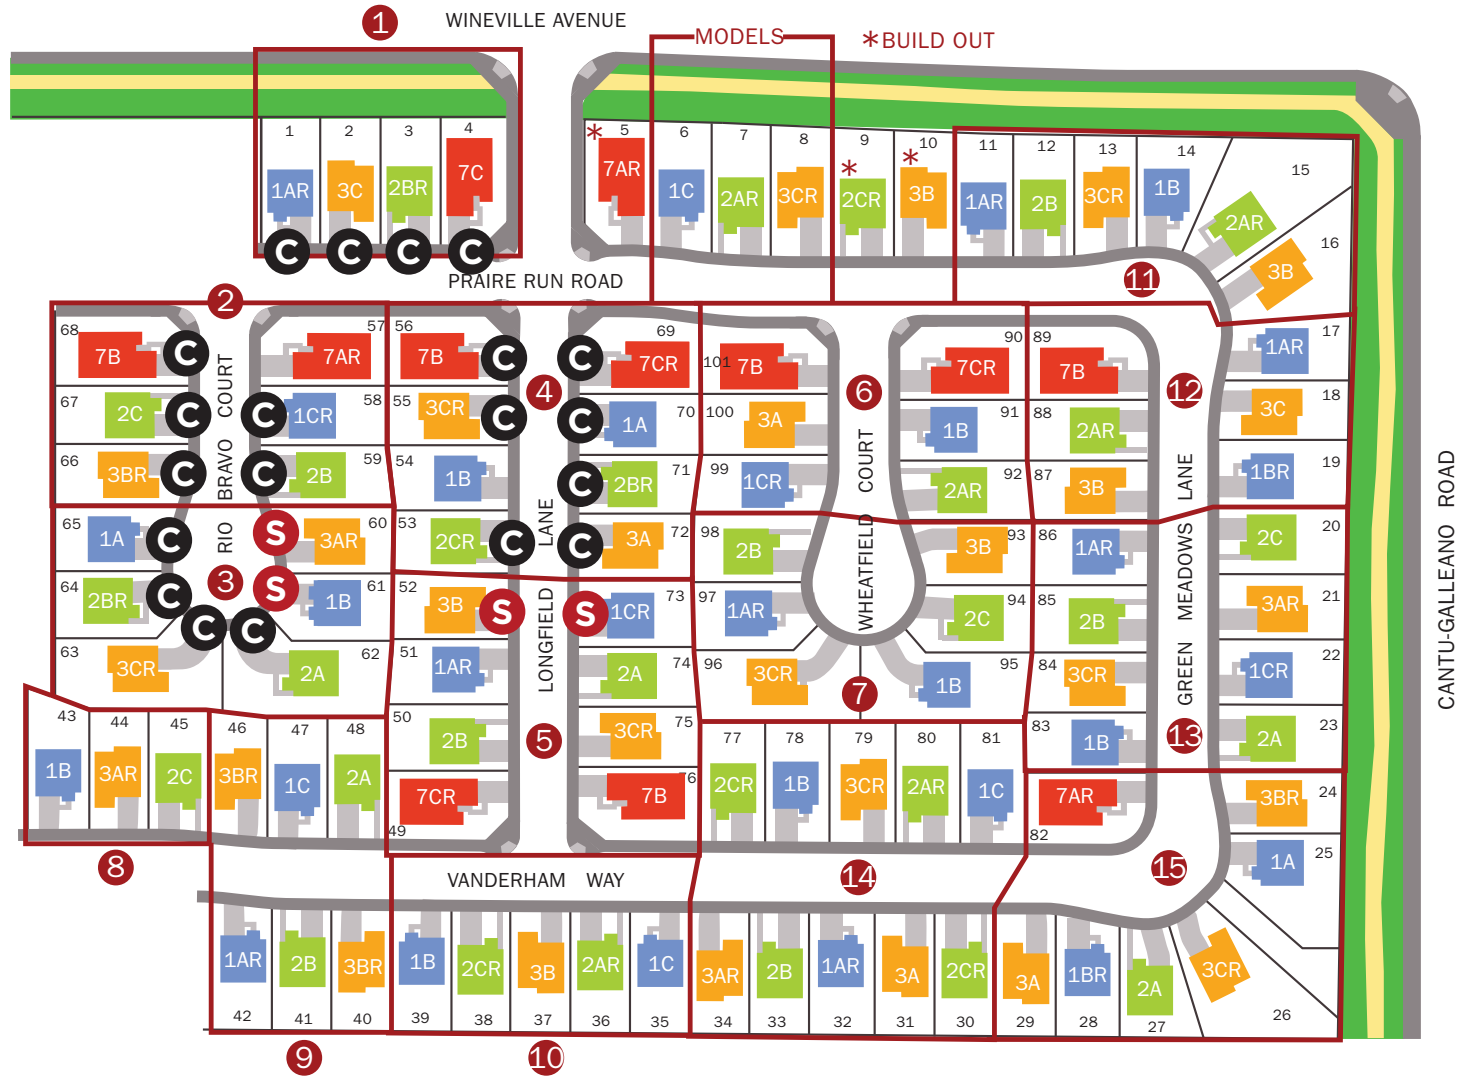 1
WINEVILLE AVENUE
MODELS
*BUILD OUT
1 2 3 4
1AR 3C 2BR 7C
C C C C
* 5 6 7 8 9 10 11 12 13 14 15
* *
7AR 1C 2AR 3CR 2CR 3B 1AR 2B 3CR 1B 2AR
16
3B
11
PRAIRE RUN ROAD
2
68 7B C
57 7AR
56 7B C
C 69 7CR
101 7B
90 7CR
89 7B
17 1AR
67 2C C
C 1CR 58
55 3CR C
C 1A 70
100 3A
1B 91
88 2AR
18 3C
66 3BR C
C 2B 59
54 1B
C 2BR 71
99 1CR
2AR 92
87 3B
19 1BR
4
6
12
RIO BRAVO COURT
LONGFIELD LANE
WHEATFIELD COURT
GREEN MEADOWS LANE
CANTU-GALLEANO ROAD
65 1A C
S 3AR 60
53 2CR C
C 3A 72
98 2B
3B 93
86 1AR
20 2C
3
64 2BR C
S 1B 61
52 3B S
S 1CR 73
97 1AR
2C 94
85 2B
21 3AR
C C
63 3CR
2A 62
51 1AR
2A 74
96 3CR
7
1B 95
84 3CR
22 1CR
43 44 45 46 47 48
1B 3AR 2C 3BR 1C 2A
50 2B
5
3CR 75
77 78 79 80 81
2CR 1B 3CR 2AR 1C
83 1B
13
23 2A
49 7CR
7B 76
82 7AR
24 3BR
8
VANDERHAM WAY
14
15
25 1A
1AR 2B 3BR 1B 2CR 3B 2AR 1C 3AR 2B 1AR 3A 2CR 3A 1BR 2A 3CR
42 41 40 39 38 37 36 35 34 33 32 31 30 29 28 27 26
9
10